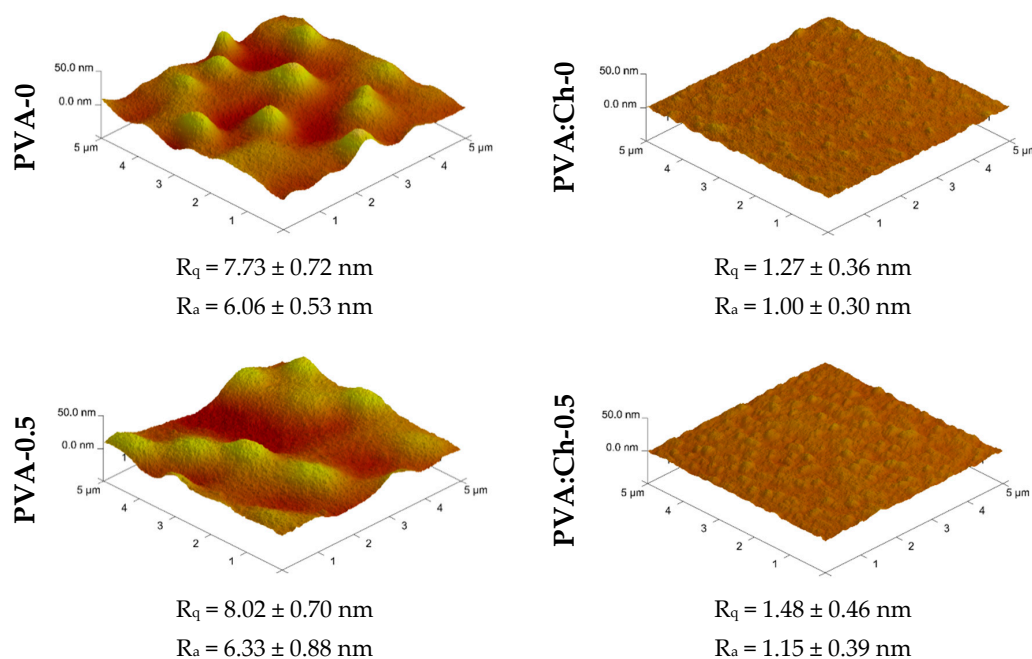 PVA-0
50.0 nm
0.0 nm
5 µm
4
3
2
1
1
2
3
4
5 µm
Rq = 7.73 ± 0.72 nm
Ra = 6.06 ± 0.53 nm
PVA:Ch-0
50.0 nm
0.0 nm
5 µm
4
3
2
1
1
2
3
4
5 µm
Rq = 1.27 ± 0.36 nm
Ra = 1.00 ± 0.30 nm
PVA-0.5
50.0 nm
0.0 nm
5 µm
4
3
2
1
1
2
3
4
5 µm
Rq = 8.02 ± 0.70 nm
Ra = 6.33 ± 0.88 nm
PVA:Ch-0.5
50.0 nm
0.0 nm
5 µm
4
3
2
1
1
2
3
4
5 µm
Rq = 1.48 ± 0.46 nm
Ra = 1.15 ± 0.39 nm